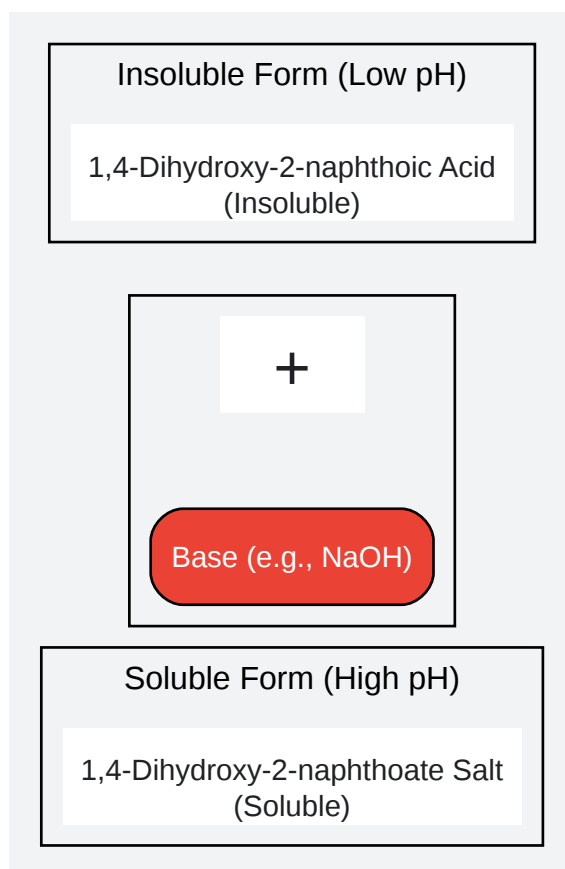 Insoluble Form (Low pH)
1,4-Dihydroxy-2-naphthoic Acid
(Insoluble)
+
Base (e.g., NaOH)
Soluble Form (High pH)
1,4-Dihydroxy-2-naphthoate Salt
(Soluble)